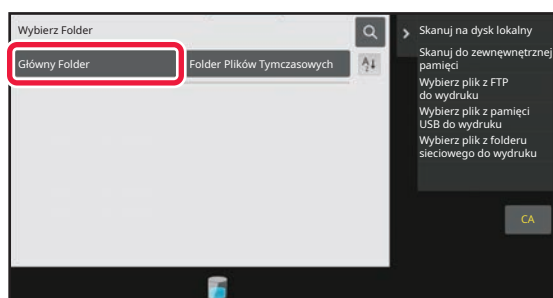 Wybierz Folder
Główny Folder
Folder Plików Tymczasowych
Skanuj na dysk lokalny
Skanuj do zewnęwnętrznej
pamięci
Wybierz plik z FTP
do wydruku
Wybierz plik z pamięci
USB do wydruku
Wybierz plik z folderu
sieciowego do wydruku
CA